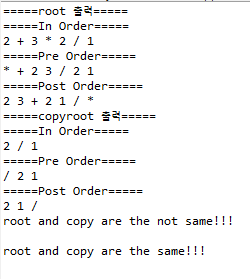 =====root 출력=====
=====In Order=====
2 + 3 * 2 / 1
=====Pre Order=====
* + 2 3 / 2 1
=====Post Order=====
2 3 + 2 1 / *
=====copyroot 출력=====
=====In Order=====
2 / 1
=====Pre Order=====
/ 2 1
=====Post Order=====
2 1 /
root and copy are the not same!!!
root and copy are the same!!!